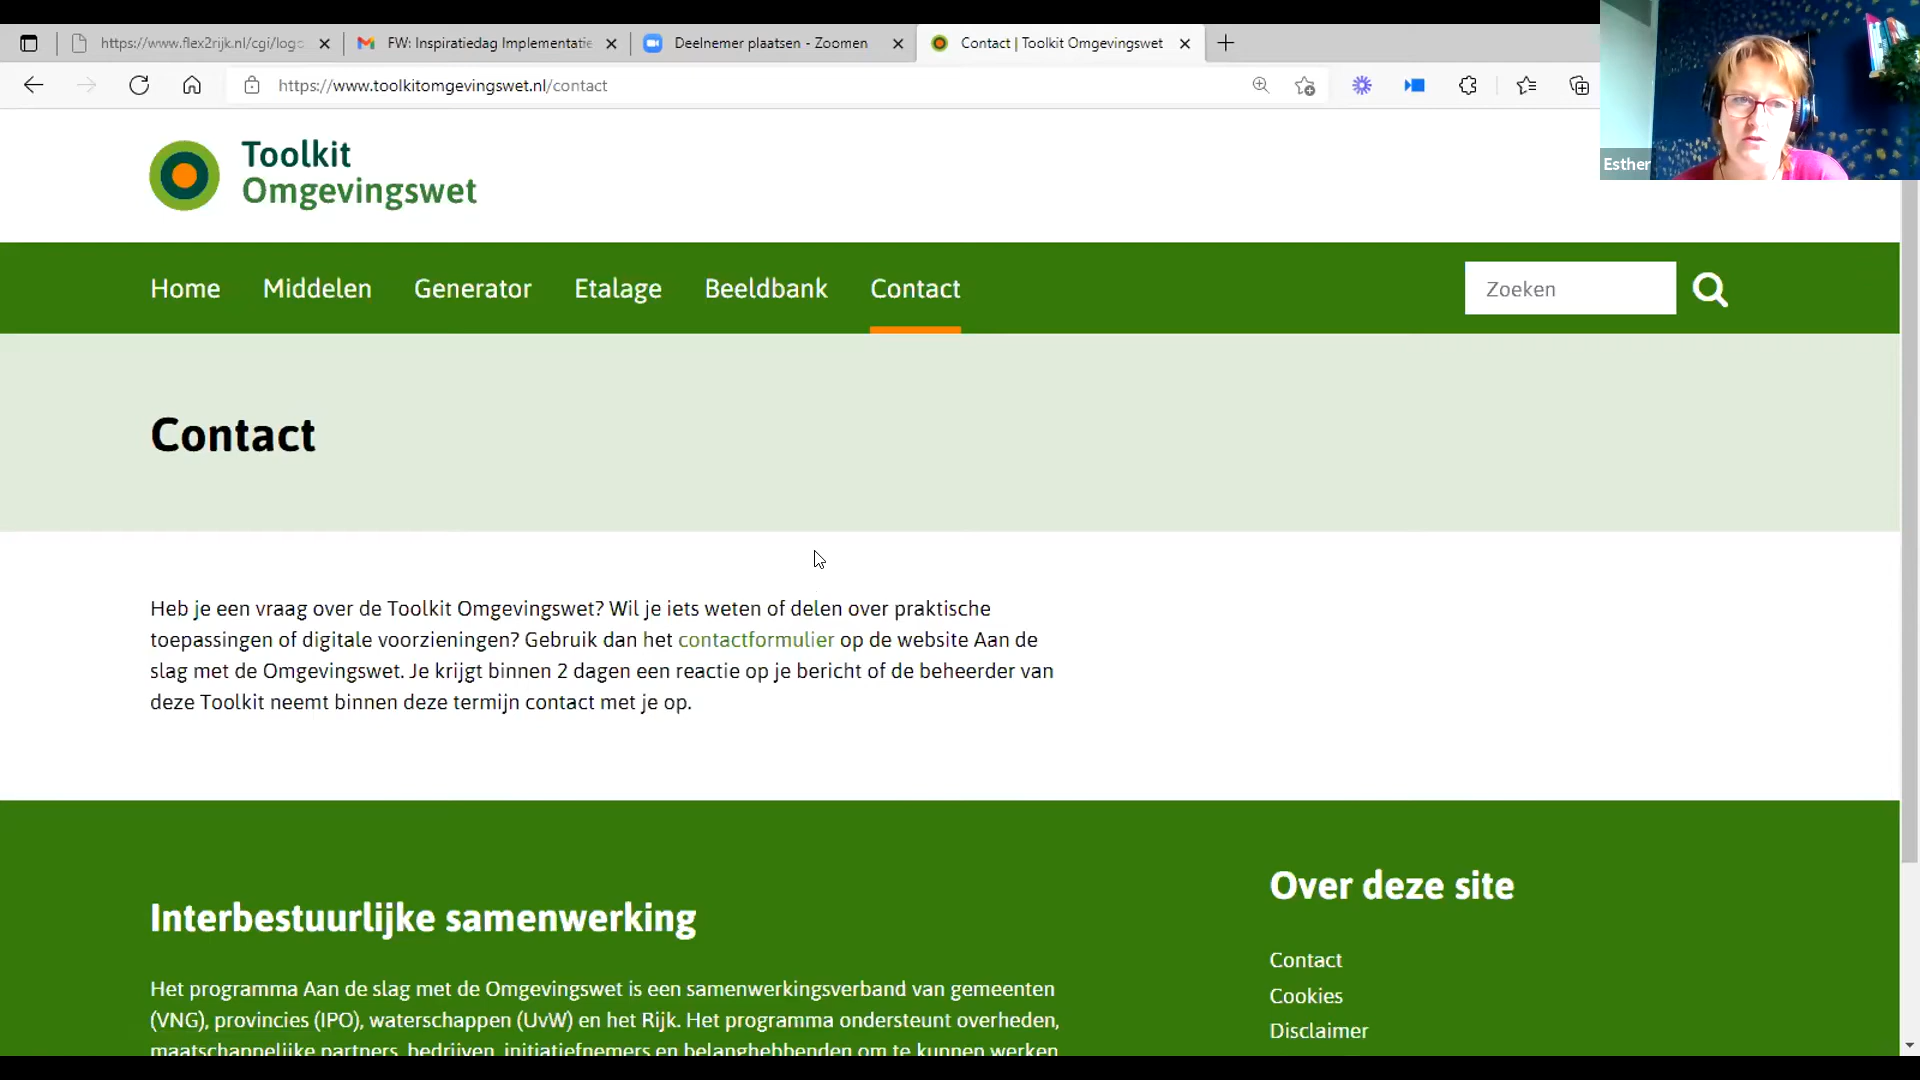 https://www.flex2rijk.nl/cgi/logo
FW: Inspiratiedag Implementatie
Deelnemer plaatsen - Zoomen
Contact | Toolkit Omgevingswet
https://www.toolkitomgevingswet.nl/contact
Esther
Toolkit
Omgevingswet
Home
Middelen
Generator
Etalage
Beeldbank
Contact
Zoeken
Contact
Heb je een vraag over de Toolkit Omgevingswet? Wil je iets weten of delen over praktische
toepassingen of digitale voorzieningen? Gebruik dan het contactformulier op de website Aan de
slag met de Omgevingswet. Je krijgt binnen 2 dagen een reactie op je bericht of de beheerder van
deze Toolkit neemt binnen deze termijn contact met je op.
Interbestuurlijke samenwerking
Het programma Aan de slag met de Omgevingswet is een samenwerkingsverband van gemeenten
(VNG), provincies (IPO), waterschappen (UvW) en het Rijk. Het programma ondersteunt overheden,
maatschappelijke partners, bedrijven, initiatiefnemers en belanghebbenden om te kunnen werken
Over deze site
Contact
Cookies
Disclaimer